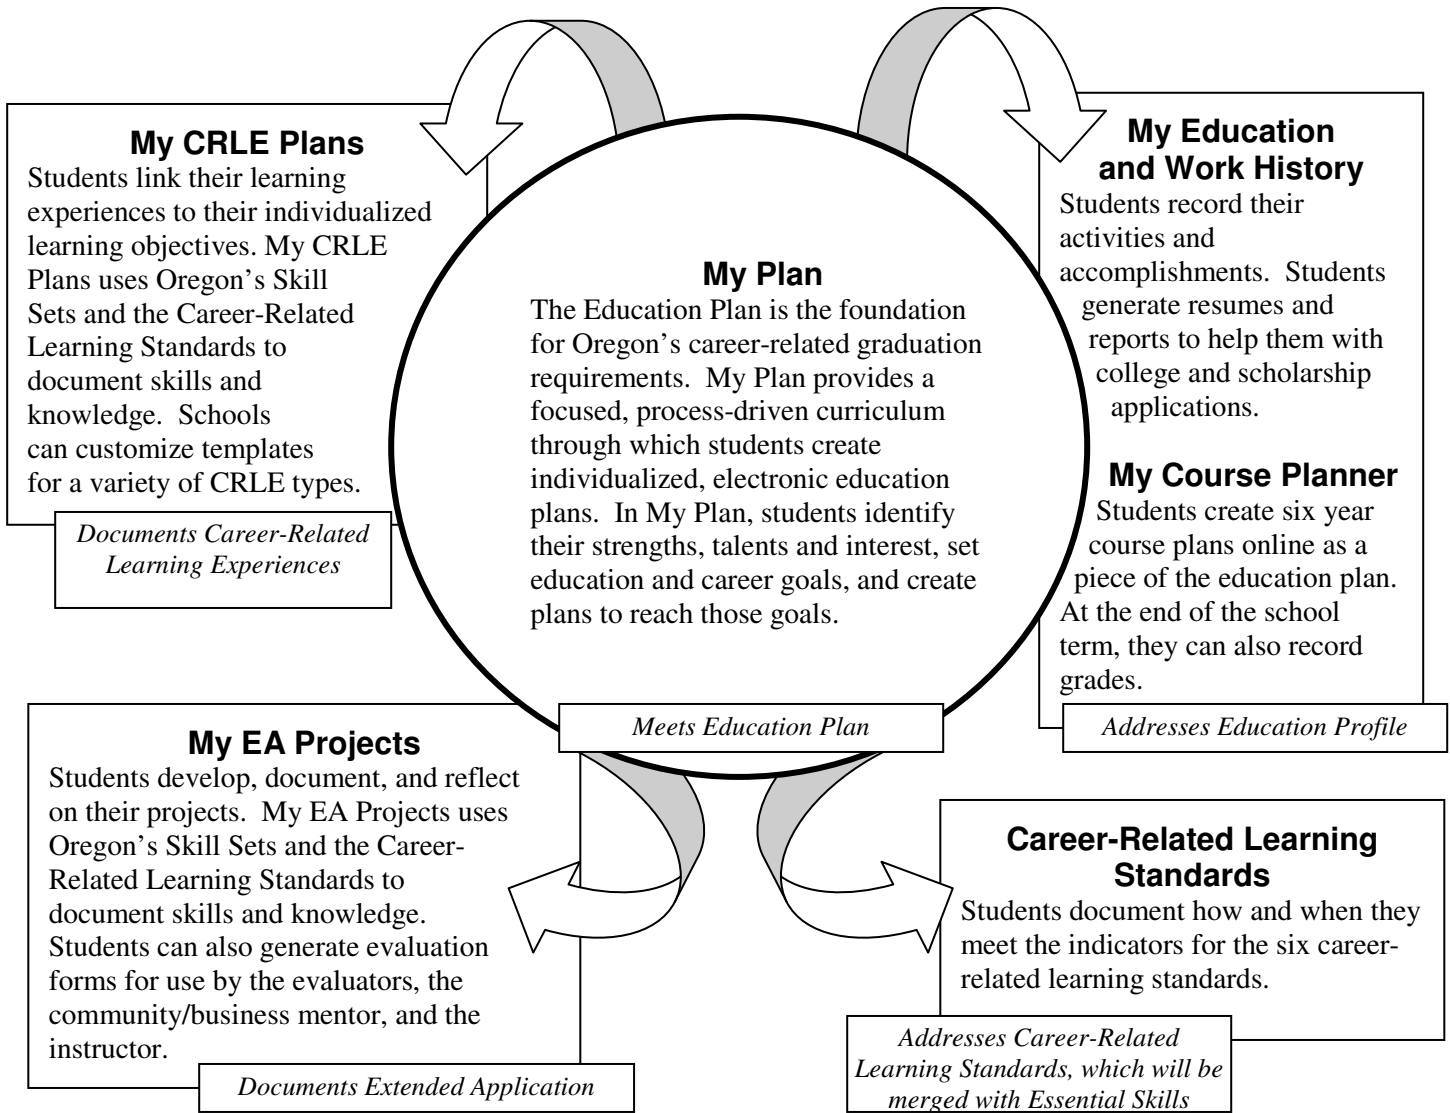 My CRLE Plans
Students link their learning
experiences to their individualized
learning objectives. My CRLE
Plans uses Oregon’s Skill
Sets and the Career-Related
Learning Standards to
document skills and
knowledge.  Schools
can customize templates
for a variety of CRLE types.
Documents Career-Related
Learning Experiences
My Plan
The Education Plan is the foundation
for Oregon’s career-related graduation
requirements.  My Plan provides a
focused, process-driven curriculum
through which students create
individualized, electronic education
plans.  In My Plan, students identify
their strengths, talents and interest, set
education and career goals, and create
plans to reach those goals.
Meets Education Plan
My Education
and Work History
Students record their
activities and
accomplishments.  Students
generate resumes and
reports to help them with
college and scholarship
applications.
My Course Planner
Students create six year
course plans online as a
piece of the education plan.
At the end of the school
term, they can also record
grades.
Addresses Education Profile
My EA Projects
Students develop, document, and reflect
on their projects.  My EA Projects uses
Oregon’s Skill Sets and the Career-
Related Learning Standards to
document skills and knowledge.
Students can also generate evaluation
forms for use by the evaluators, the
community/business mentor, and the
instructor.
Documents Extended Application
Career-Related Learning
Standards
Students document how and when they
meet the indicators for the six career-
related learning standards.
Addresses Career-Related
Learning Standards, which will be
merged with Essential Skills